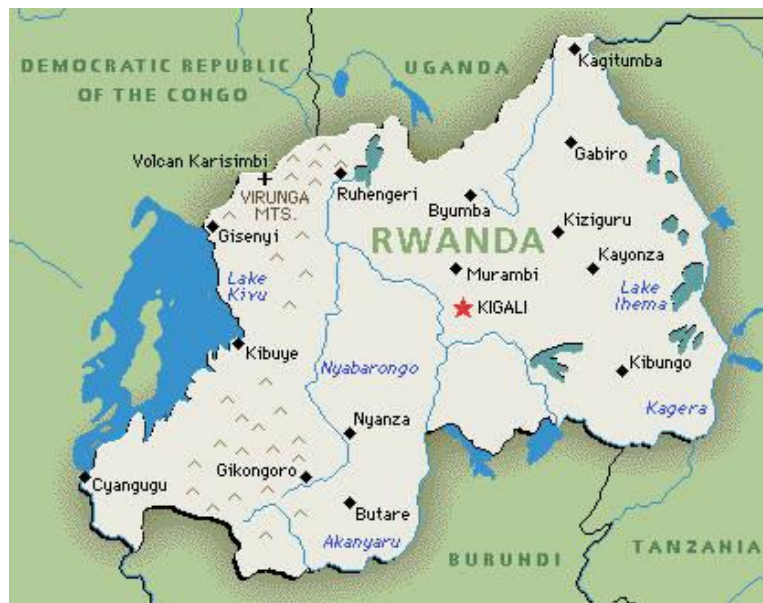 DEMOCRATIC REPUBLIC
OF THE CONGO
UGANDA
Kagitumba
Volcan Karisimbi
VIRUNGA
MTS.
Ruhengeri
Gabiro
Byumba
Gisenyi
RWANDA
Kiziguru
Lake
Kivu
Murambi
Kayonza
Lake
Ihema
KIGALI
Kibuye
Nyabarongo
Kibungo
Kagera
Nyanza
Cyangugu
Gikongoro
Butare
Akanyaru
BURUNDI
TANZANIA